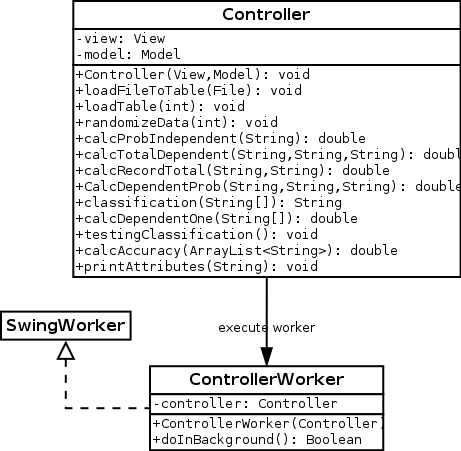 Controller
-view: View
-model: Model
+Controller(View,Model): void
+loadFileToTable(File): void
+loadTable(int): void
+randomizeData(int): void
+calcProbIndependent(String): double
+calcTotalDependent(String,String,String): doubl
+calcRecordTotal(String,String): double
+CalcDependentProb(String,String,String): double
+classification(String[]): String
+calcDependentOne(String[]): double
+testingClassification(): void
+calcAccuracy(ArrayList<String>): double
+printAttributes(String): void
SwingWorker
execute worker
ControllerWorker
-controller: Controller
+ControllerWorker(Controller)
+doInBackground(): Boolean